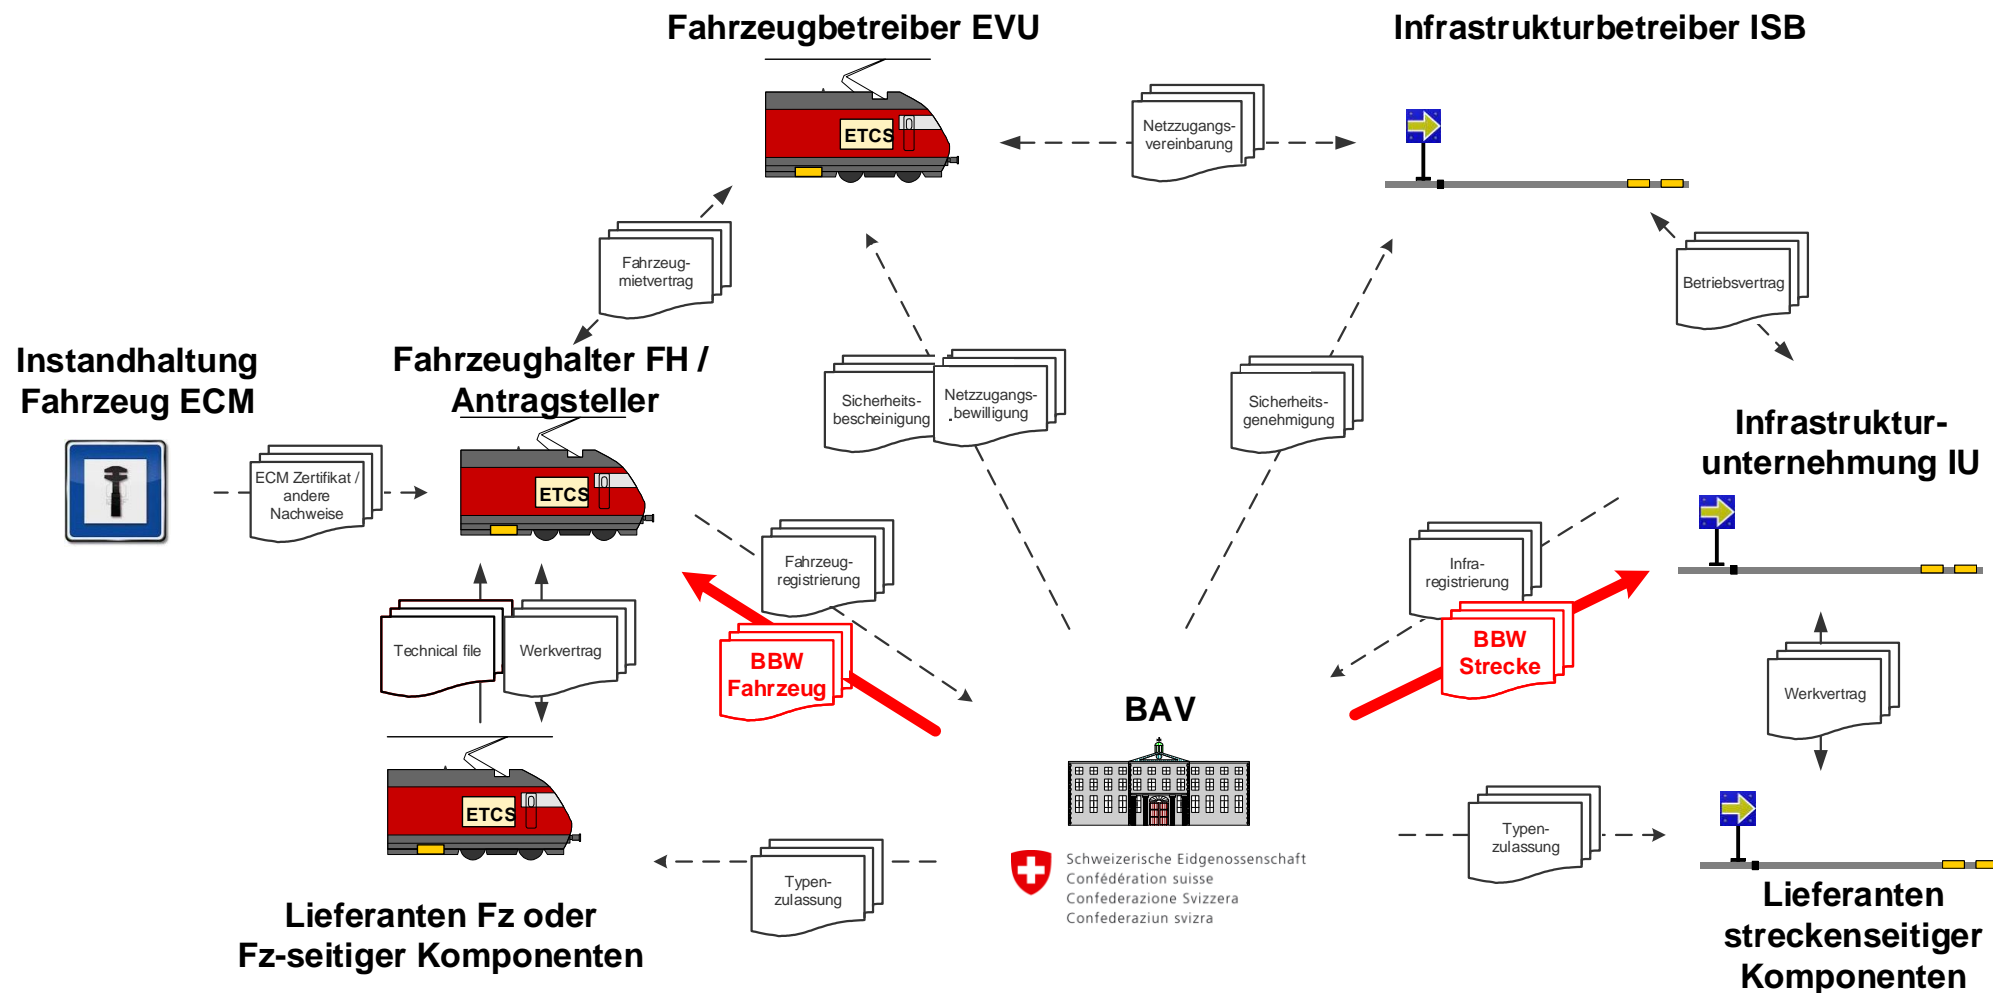 Fahrzeugbetreiber EVU
Infrastrukturbetreiber ISB
ETCS
Netzzugangs-
vereinbarung
Fahrzeug-
mietvertrag
Betriebsvertrag
Instandhaltung
Fahrzeug ECM
Fahrzeughalter FH /
Antragsteller
Sicherheits-
bescheinigung
Netzzugangs-
bewilligung
Sicherheits-
genehmigung
Infrastruktur-
unternehmung IU
ECM Zertifikat /
andere
Nachweise
ETCS
Fahrzeug-
registrierung
Infra-
registrierung
Technical file
Werkvertrag
BBW
Fahrzeug
BBW
Strecke
Werkvertrag
BAV
ETCS
Typen-
zulassung
Typen-
zulassung
Schweizerische Eidgenossenschaft
Confédération suisse
Confederazione Svizzera
Confederaziun svizra
Lieferanten Fz oder
Fz-seitiger Komponenten
Lieferanten
streckenseitiger
Komponenten